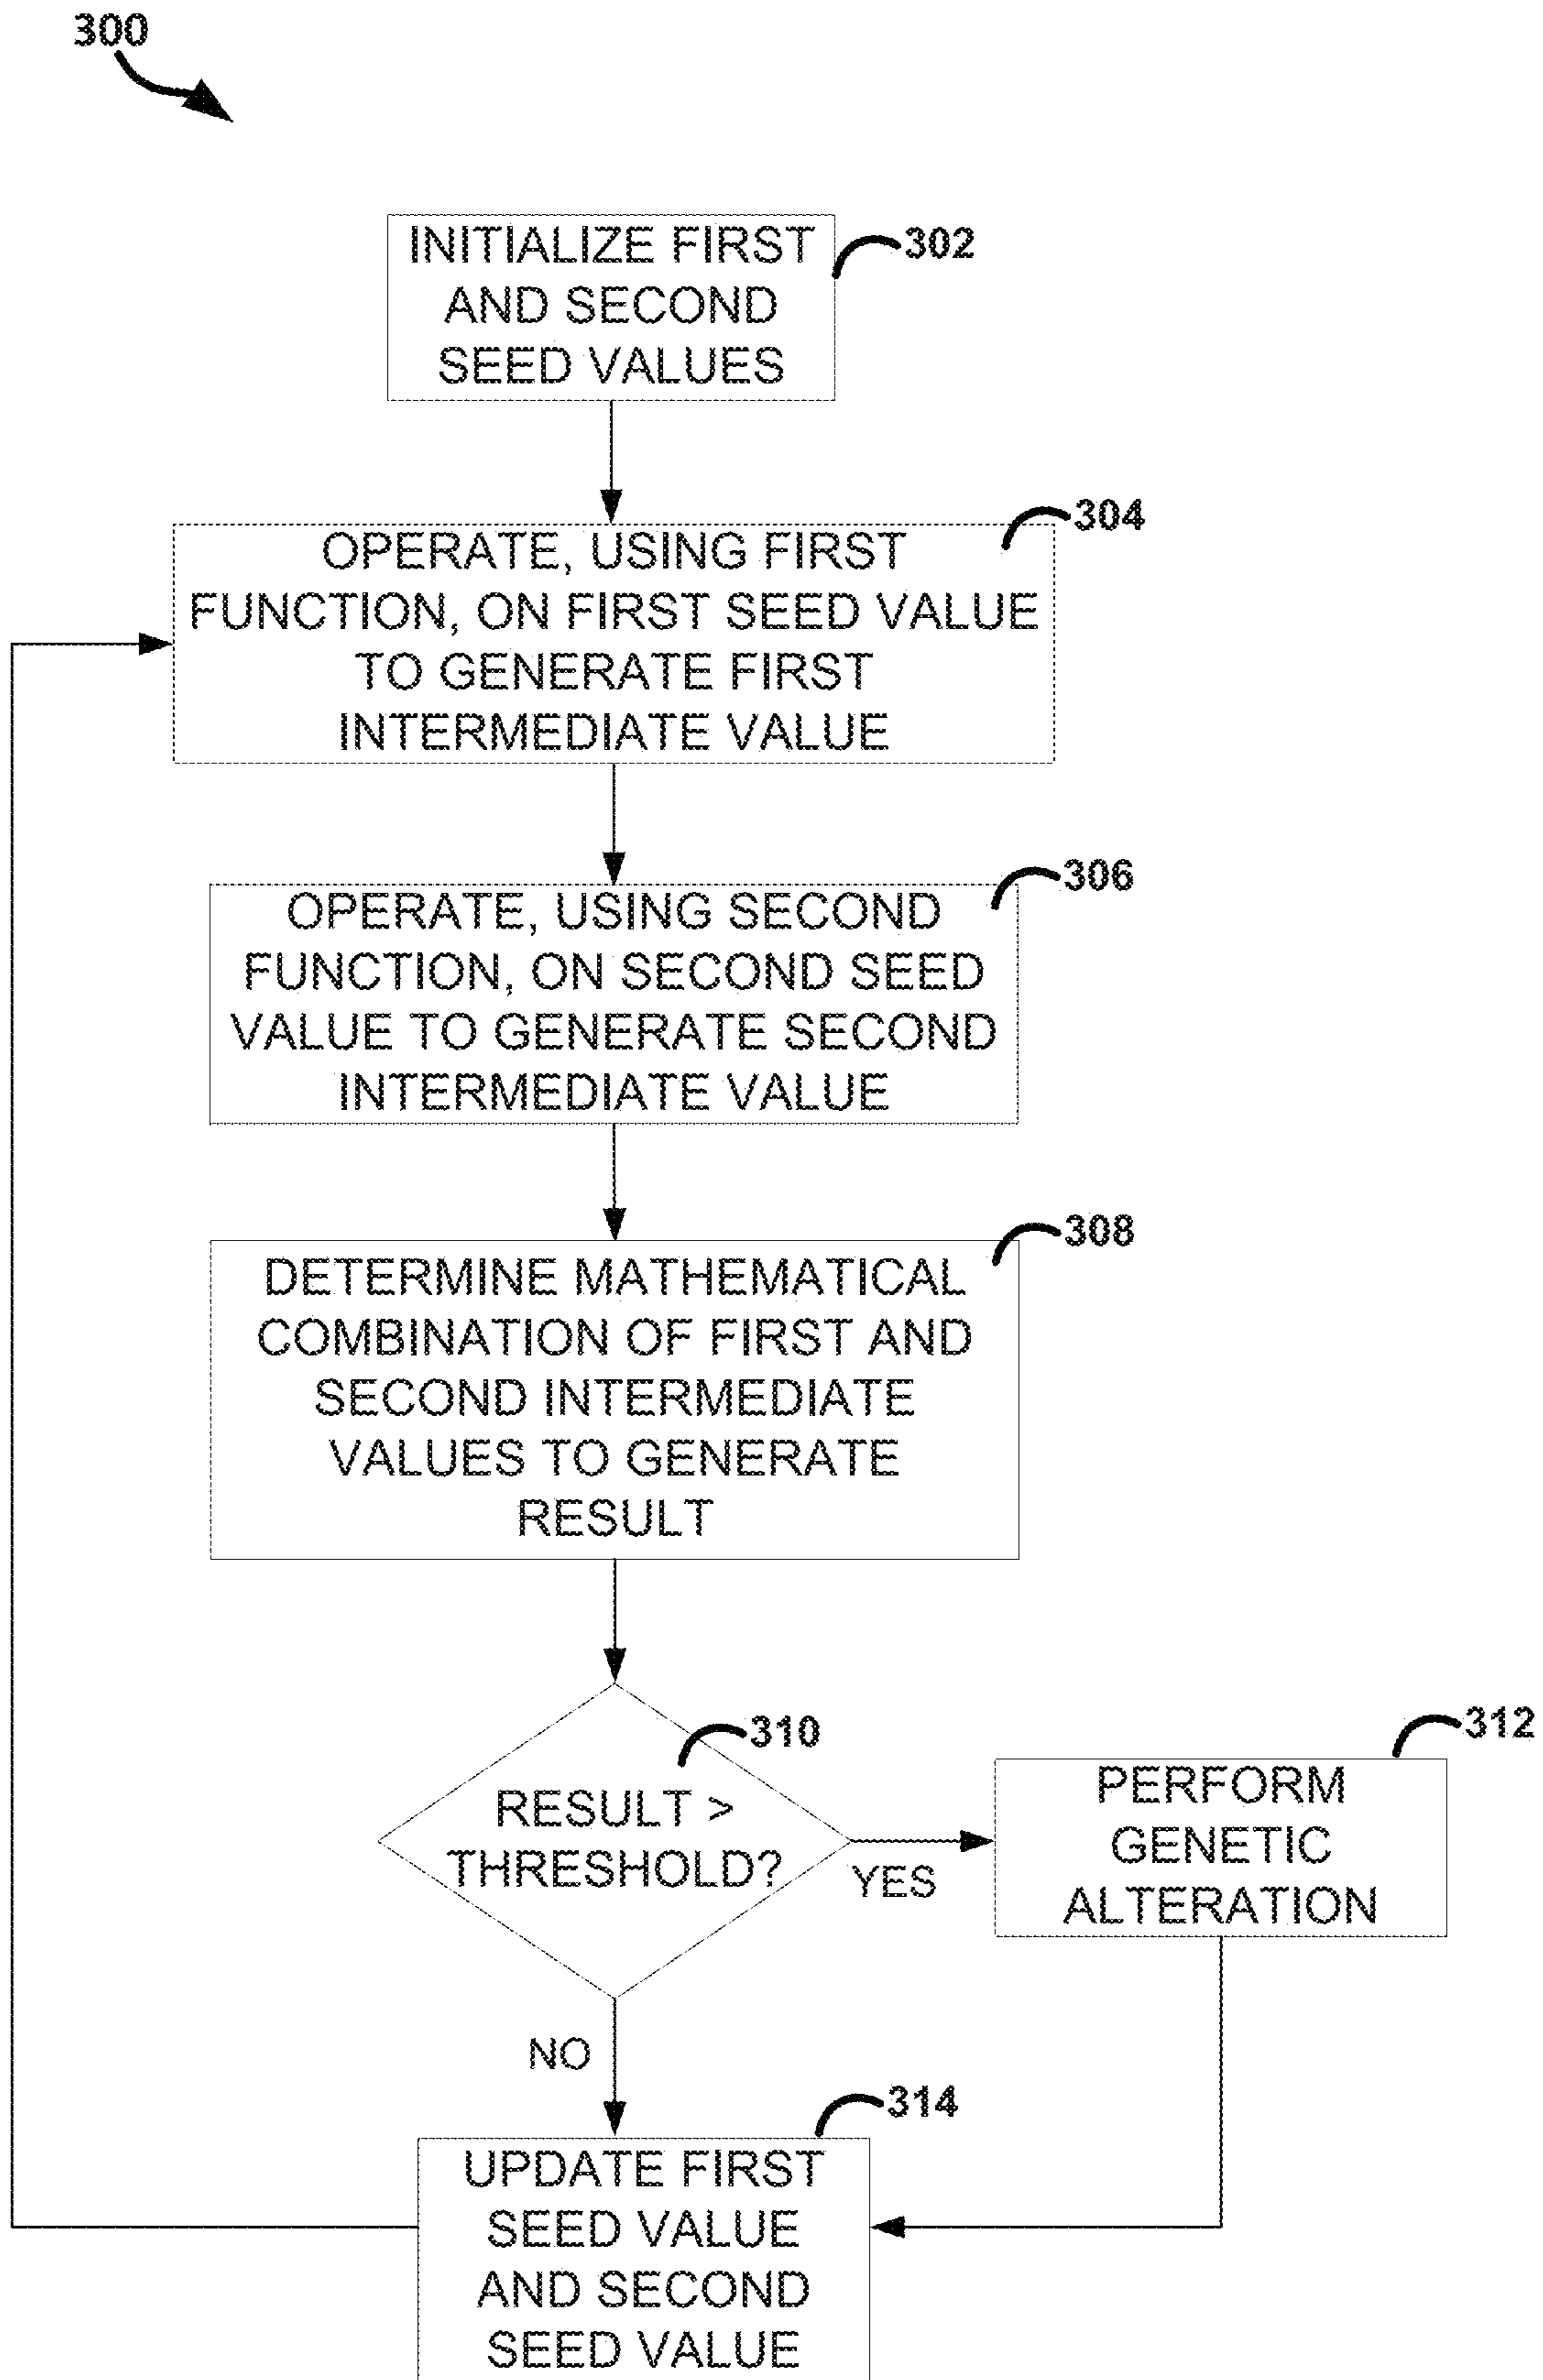 300
INITIALIZE FIRST
AND SECOND
SEED VALUES
302
OPERATE, USING FIRST
FUNCTION, ON FIRST SEED VALUE
TO GENERATE FIRST
INTERMEDIATE VALUE
304
OPERATE, USING SECOND
FUNCTION, ON SECOND SEED
VALUE TO GENERATE SECOND
INTERMEDIATE VALUE
306
DETERMINE MATHEMATICAL
COMBINATION OF FIRST AND
SECOND INTERMEDIATE
VALUES TO GENERATE
RESULT
308
RESULT >
THRESHOLD?
310
YES
PERFORM
GENETIC
ALTERATION
312
NO
UPDATE FIRST
SEED VALUE
AND SECOND
SEED VALUE
314